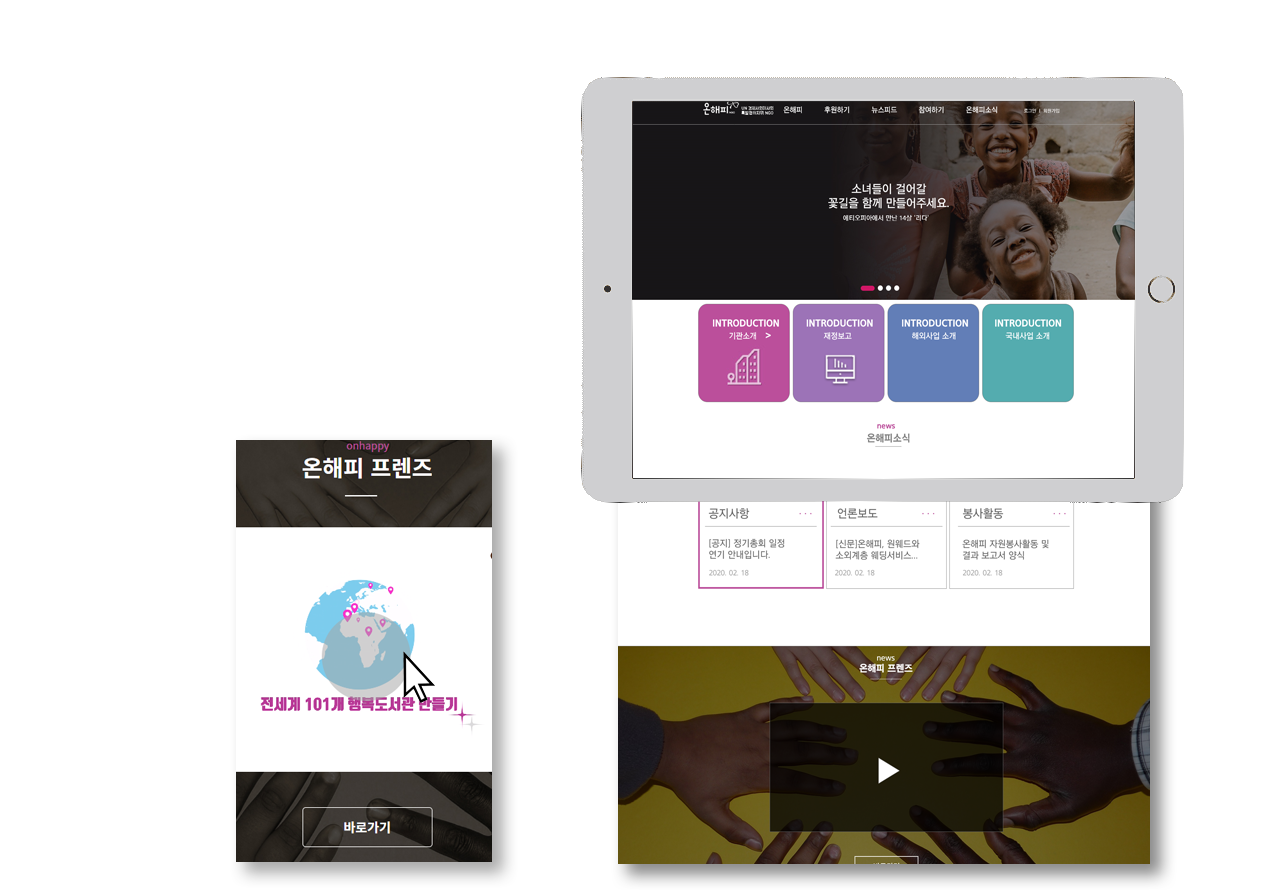 온해피
UN 경제사회이사회
특별협의지위 NGO
온해피 후원하기 뉴스피드 참여하기 온해피소식
로그인 | 회원가입
소녀들이 걸어갈
꽃길을 함께 만들어주세요.
에티오피아에서 만난 14살 '리다'
INTRODUCTION
기관소개 >
INTRODUCTION
재정보고
INTRODUCTION
해외사업 소개
INTRODUCTION
국내사업 소개
news
온해피소식
공지사항 ···
[공지] 정기총회 일정
연기 안내입니다.
2020. 02. 18
언론보도 ···
[신문]온해피, 원웨드와
소외계층 웨딩서비스...
2020. 02. 18
봉사활동 ···
온해피 자원봉사활동 및
결과 보고서 양식
2020. 02. 18
news
온해피 프렌즈
onhappy
온해피 프렌즈
전세계 101개 행복도서관 만들기
바로가기